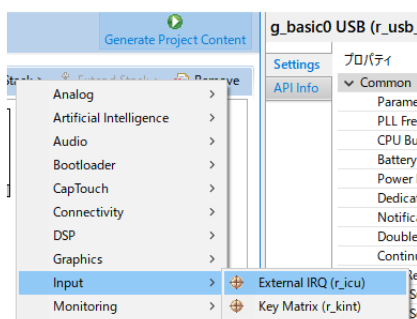 Generate Project Content
Extend Stack
Remove
Analog
Artificial Intelligence
Audio
Bootloader
CapTouch
Connectivity
DSP
Graphics
Input
Monitoring
External IRQ (r_icu)
Key Matrix (r_kint)
g_basic0 USB (r_usb_
Settings
API Info
プロパティ
Common
Parame
PLL Fre
CPU Bu
Battery
Power
Dedicat
Notifica
Double
Continu